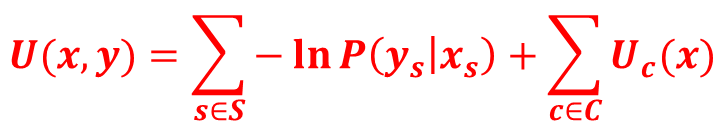 U(x, y) = ∑_{s∈S} − ln P(y_s|x_s) + ∑_{c∈C} U_c(x)